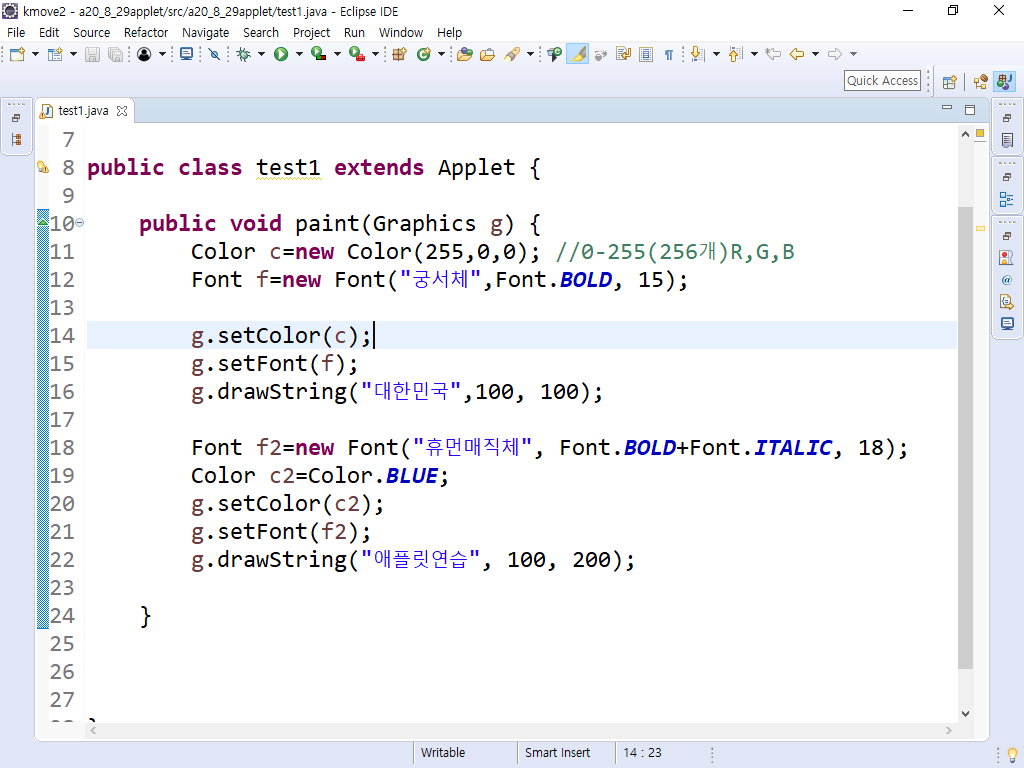 kmove2 - a20_8_29applet/src/a20_8_29applet/test1.java - Eclipse IDE
File Edit Source Refactor Navigate Search Project Run Window Help
Quick Access
test1.java
7
8 public class test1 extends Applet {
9
10 public void paint(Graphics g) {
11 Color c=new Color(255,0,0); //0-255(256개)R,G,B
12 Font f=new Font("궁서체",Font.BOLD, 15);
13
14 g.setColor(c);
15 g.setFont(f);
16 g.drawString("대한민국",100, 100);
17
18 Font f2=new Font("휴먼매직체", Font.BOLD+Font.ITALIC, 18);
19 Color c2=Color.BLUE;
20 g.setColor(c2);
21 g.setFont(f2);
22 g.drawString("애플릿연습", 100, 200);
23
24 }
25
26
27
Writable Smart Insert 14 : 23